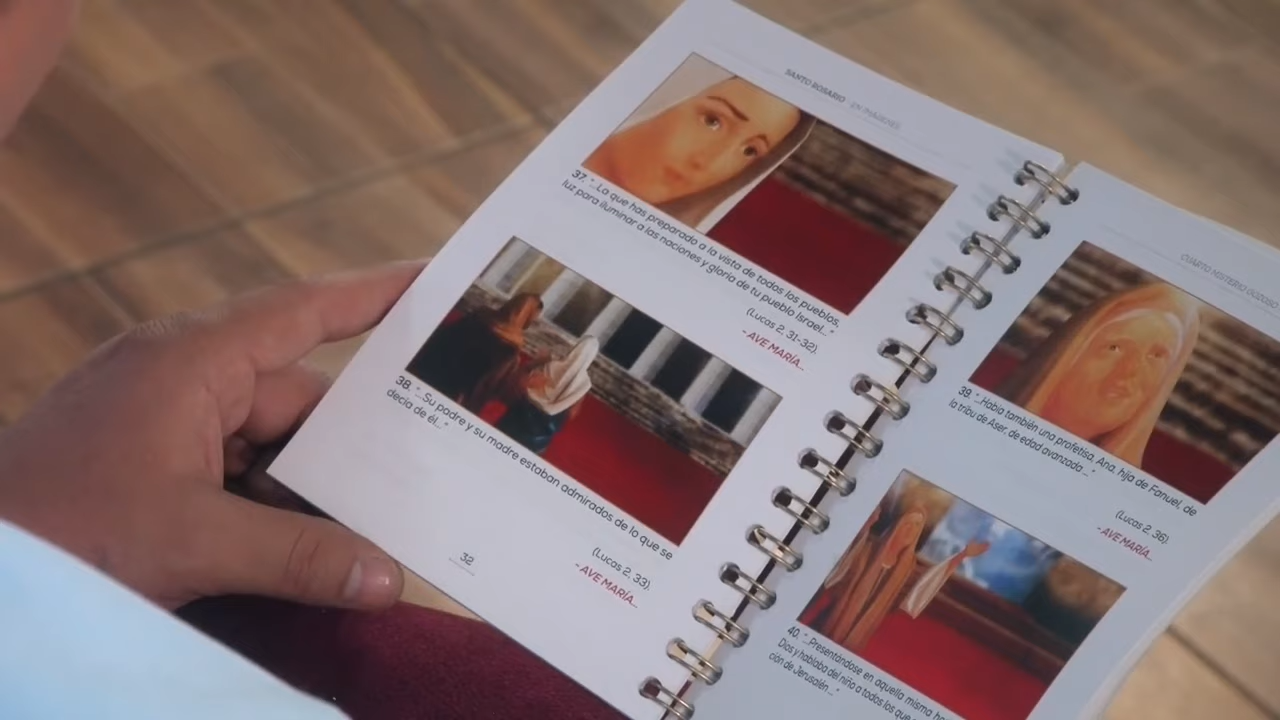 SANTO ROSARIO EN IMÁGENES
37. "...La que has preparado a la vista de todos los pueblos,
luz para iluminar a las naciones y gloria de tu pueblo Israel..."
(Lucas 2, 31-32).
- AVE MARÍA...
38. "...Su padre y su madre estaban admirados de lo que se
decía de él..."
(Lucas 2, 33).
- AVE MARÍA...
32
CUARTO MISTERIO
39. "...Había también una profetisa, Ana, hija de Fanuel, de
la tribu de Aser, de edad avanzada..."
(Lucas 2, 36)
- AVE MARÍA...
40. "...Presentándose en aquella misma
Dios y hablaba del niño a todos los que
ción de Jerusalén..."